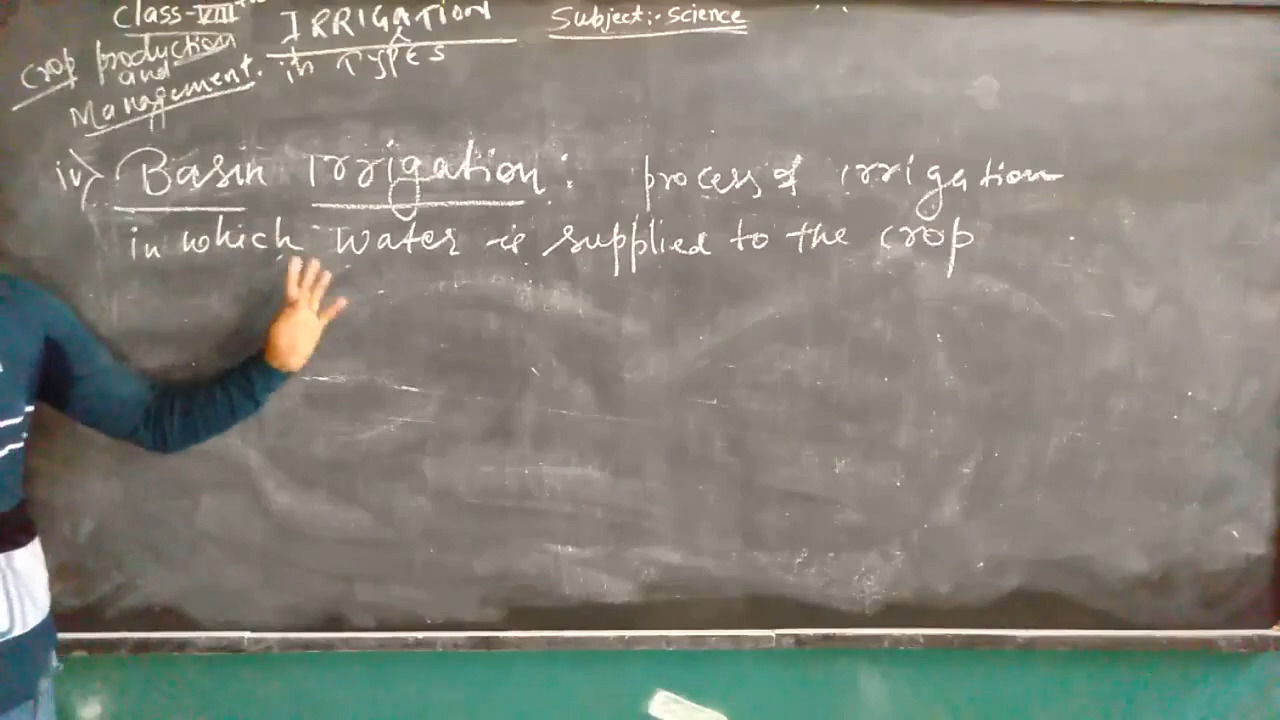 Class-VIII th
IRRIGATION
Subject:- Science
Crop production
and
Management.
in TYPES
iv) Basin Irrigation: process of irrigation
in which water is supplied to the crop